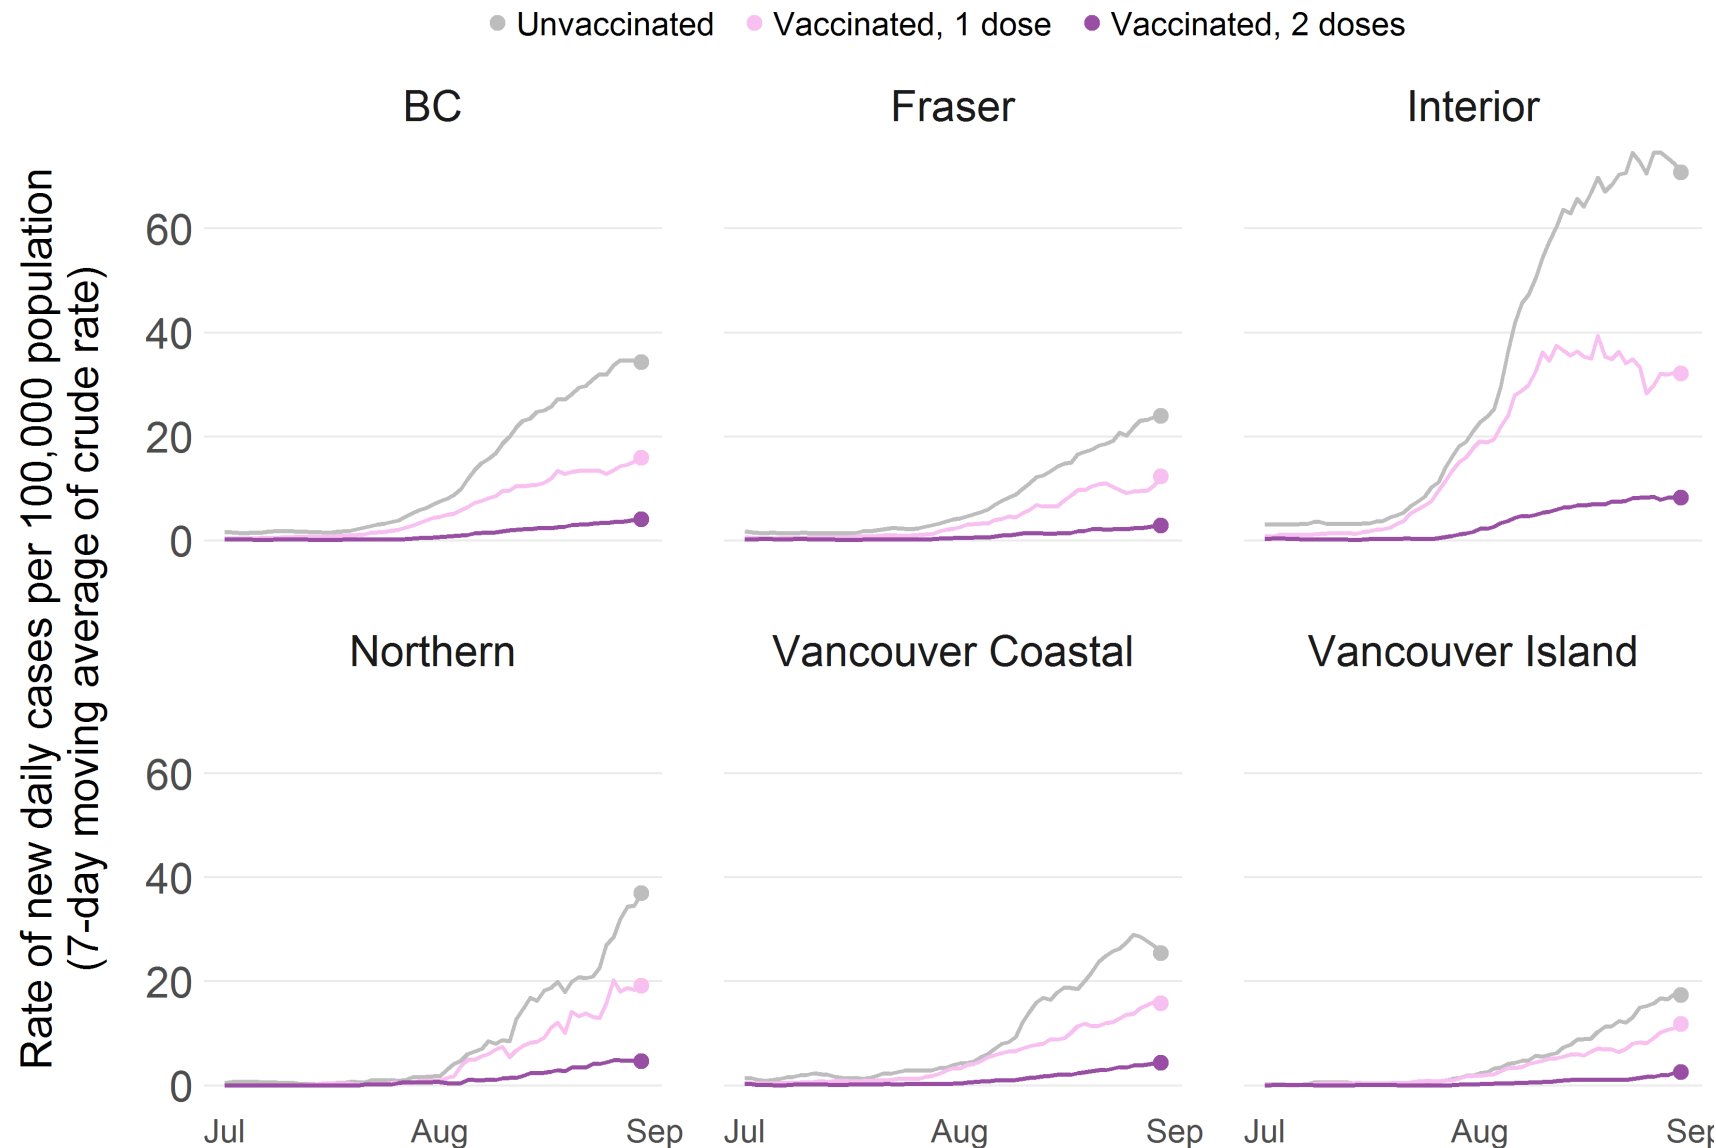 Unvaccinated Vaccinated, 1 dose Vaccinated, 2 doses
Rate of new daily cases per 100,000 population
(7-day moving average of crude rate)
BC Fraser Interior
60
40
20
0
Northern Vancouver Coastal Vancouver Island
60
40
20
0
Jul Aug Sep Jul Aug Sep Jul Aug Sep